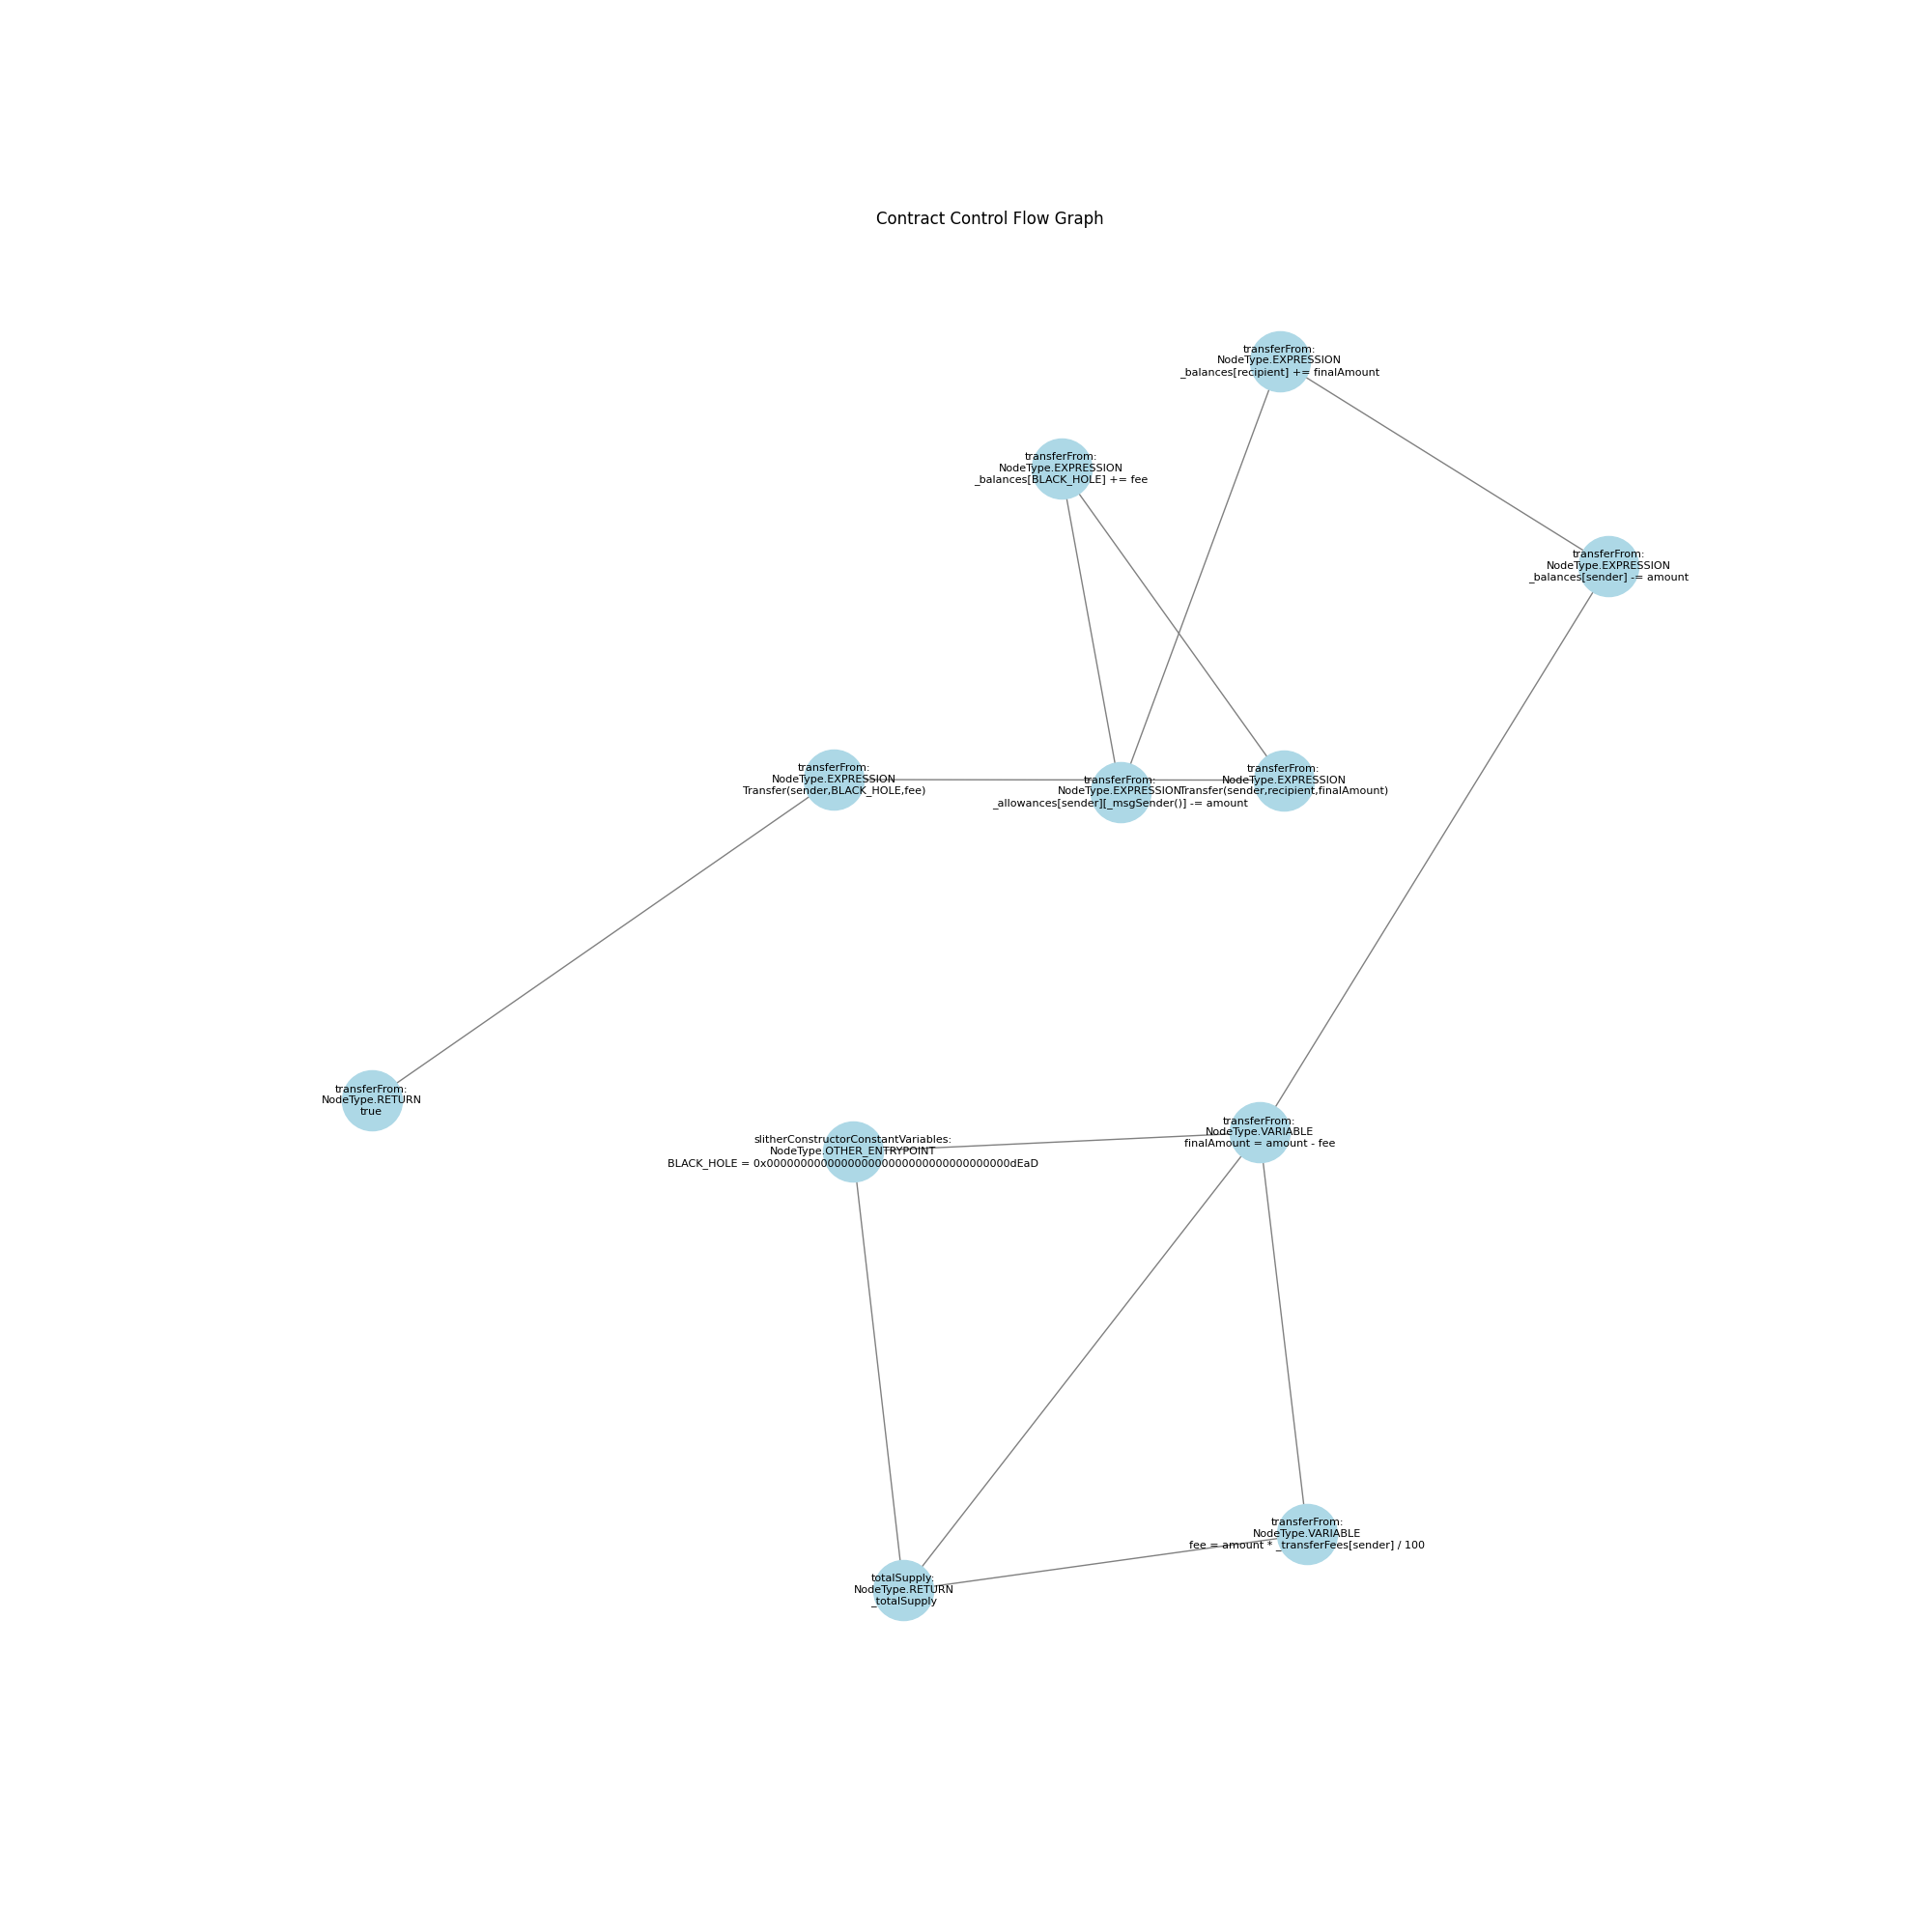 Contract Control Flow Graph
transferFrom:
NodeType.EXPRESSION
_balances[recipient] += finalAmount
transferFrom:
NodeType.EXPRESSION
_balances[BLACK_HOLE] += fee
transferFrom:
NodeType.EXPRESSION
_balances[sender] -= amount
transferFrom:
NodeType.EXPRESSION
Transfer(sender,BLACK_HOLE,fee)
transferFrom:
NodeType.EXPRESSION
_allowances[sender][_msgSender()] -= amount
transferFrom:
NodeType.EXPRESSION
Transfer(sender,recipient,finalAmount)
transferFrom:
NodeType.RETURN
true
slitherConstructorConstantVariables:
NodeType.OTHER_ENTRYPOINT
BLACK_HOLE = 0x000000000000000000000000000000000000dEaD
transferFrom:
NodeType.VARIABLE
finalAmount = amount - fee
transferFrom:
NodeType.VARIABLE
fee = amount * _transferFees[sender] / 100
totalSupply:
NodeType.RETURN
_totalSupply